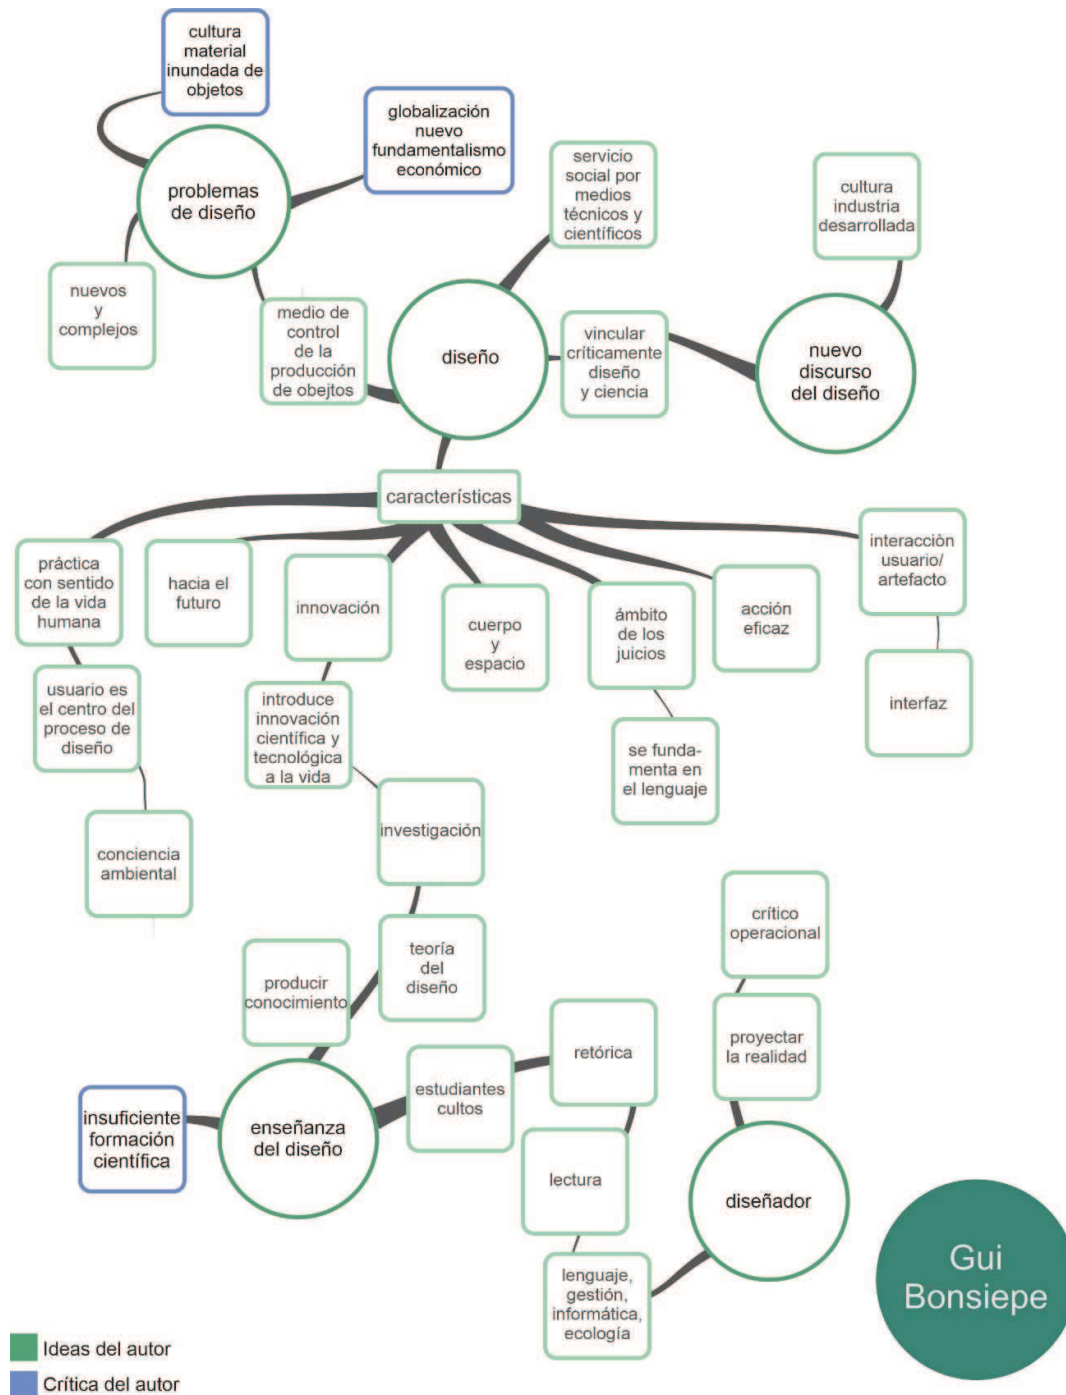 cultura
material
inundada de
objetos
globalización
nuevo
fundamentalismo
económico
problemas
de diseño
nuevos
y
complejos
medio de
control
de la
producción
de obejtos
servicio
social por
medios
técnicos y
científicos
diseño
vincular
críticamente
diseño
y ciencia
cultura
industria
desarrollada
nuevo
discurso
del diseño
características
práctica
con sentido
de la vida
humana
hacia el
futuro
innovación
cuerpo
y
espacio
ámbito
de los
juicios
acción
eficaz
interacciòn
usuario/
artefacto
usuario es
el centro del
proceso de
diseño
introduce
innovación
científica y
tecnológica
a la vida
se funda-
menta en
el lenguaje
interfaz
conciencia
ambiental
investigación
teoría
del
diseño
producir
conocimiento
insuficiente
formación
científica
enseñanza
del diseño
estudiantes
cultos
retórica
lectura
lenguaje,
gestión,
informática,
ecología
crítico
operacional
proyectar
la realidad
diseñador
Gui
Bonsiepe
Ideas del autor
Crítica del autor